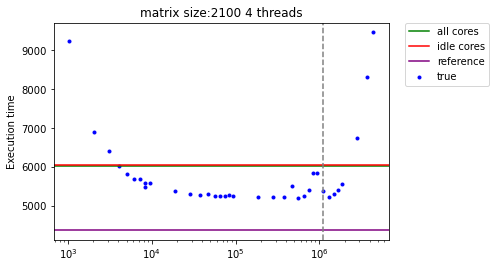 matrix size:2100 4 threads
Execution time
9000
8000
7000
6000
5000
10³
10⁴
10⁵
10⁶
all cores
idle cores
reference
true